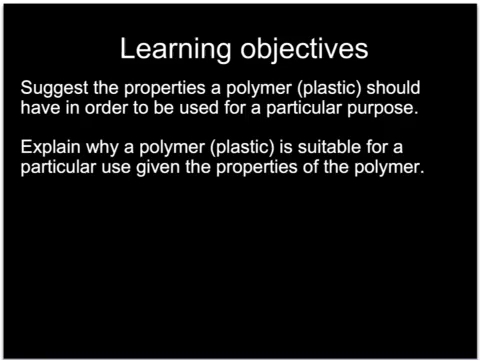 Learning objectives
Suggest the properties a polymer (plastic) should
have in order to be used for a particular purpose.
Explain why a polymer (plastic) is suitable for a
particular use given the properties of the polymer.